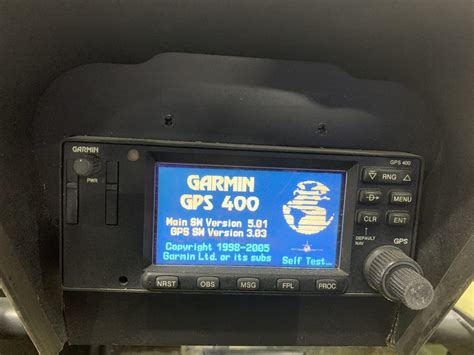 GARMIN
PWR
GPS 400
RNG
MENU
CLR
ENT
DEFAULT
NAV
GPS
GARMIN
GPS 400
Main SW Version 5.01
GPS SW Version 3.03
Copyright 1998-2005
Garmin Ltd. or its subs
Self Test...
NRST
OBS
MSG
FPL
PROC